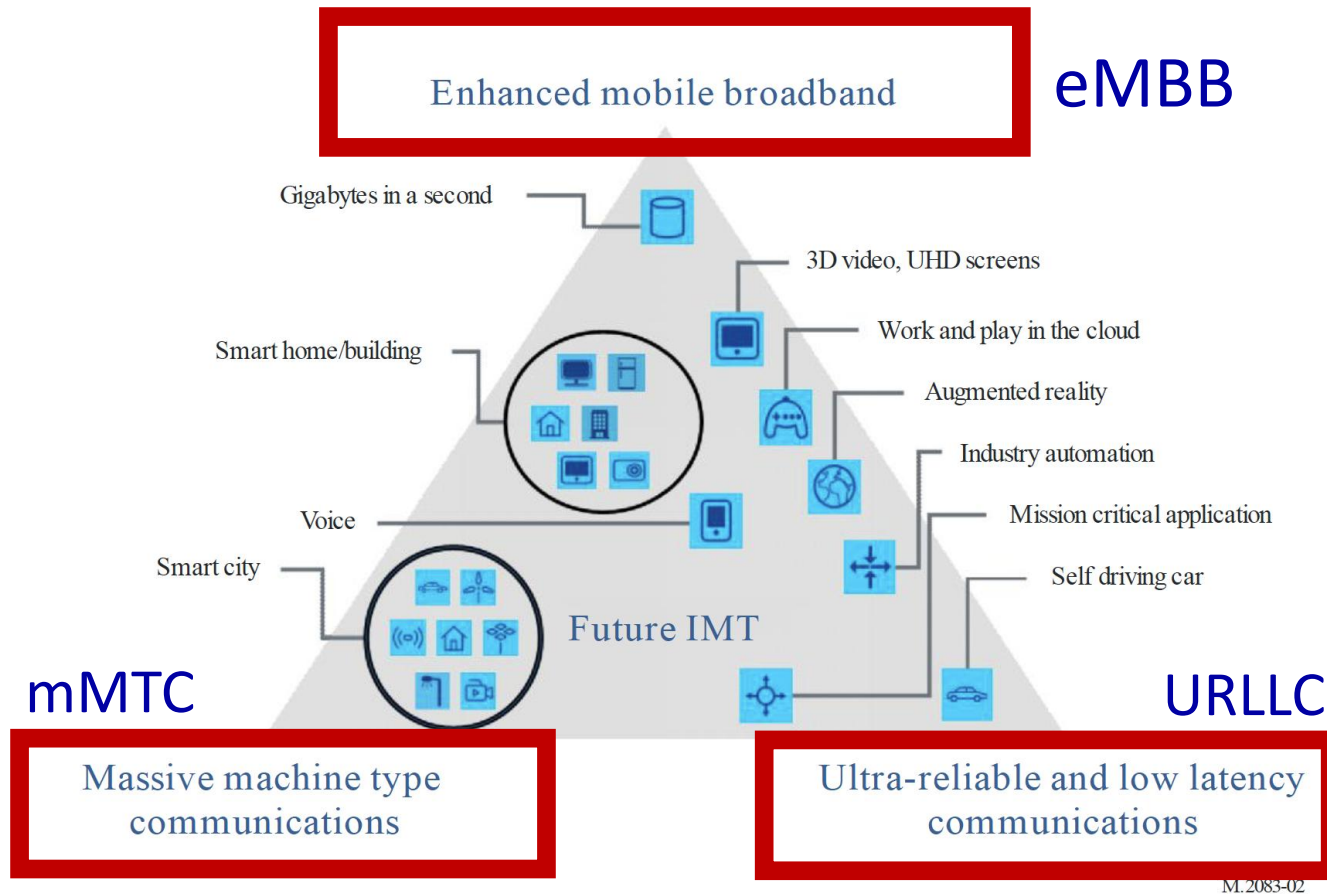 Enhanced mobile broadband
eMBB
Gigabytes in a second
3D video, UHD screens
Work and play in the cloud
Smart home/building
Augmented reality
Industry automation
Voice
Mission critical application
Smart city
Self driving car
Future IMT
mMTC
URLLC
Massive machine type
communications
Ultra-reliable and low latency
communications
M.2083-02